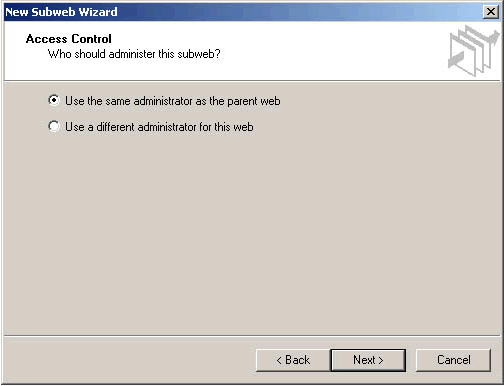 New Subweb Wizard
Access Control
Who should administer this subweb?
Use the same administrator as the parent web
Use a different administrator for this web
< Back
Next >
Cancel